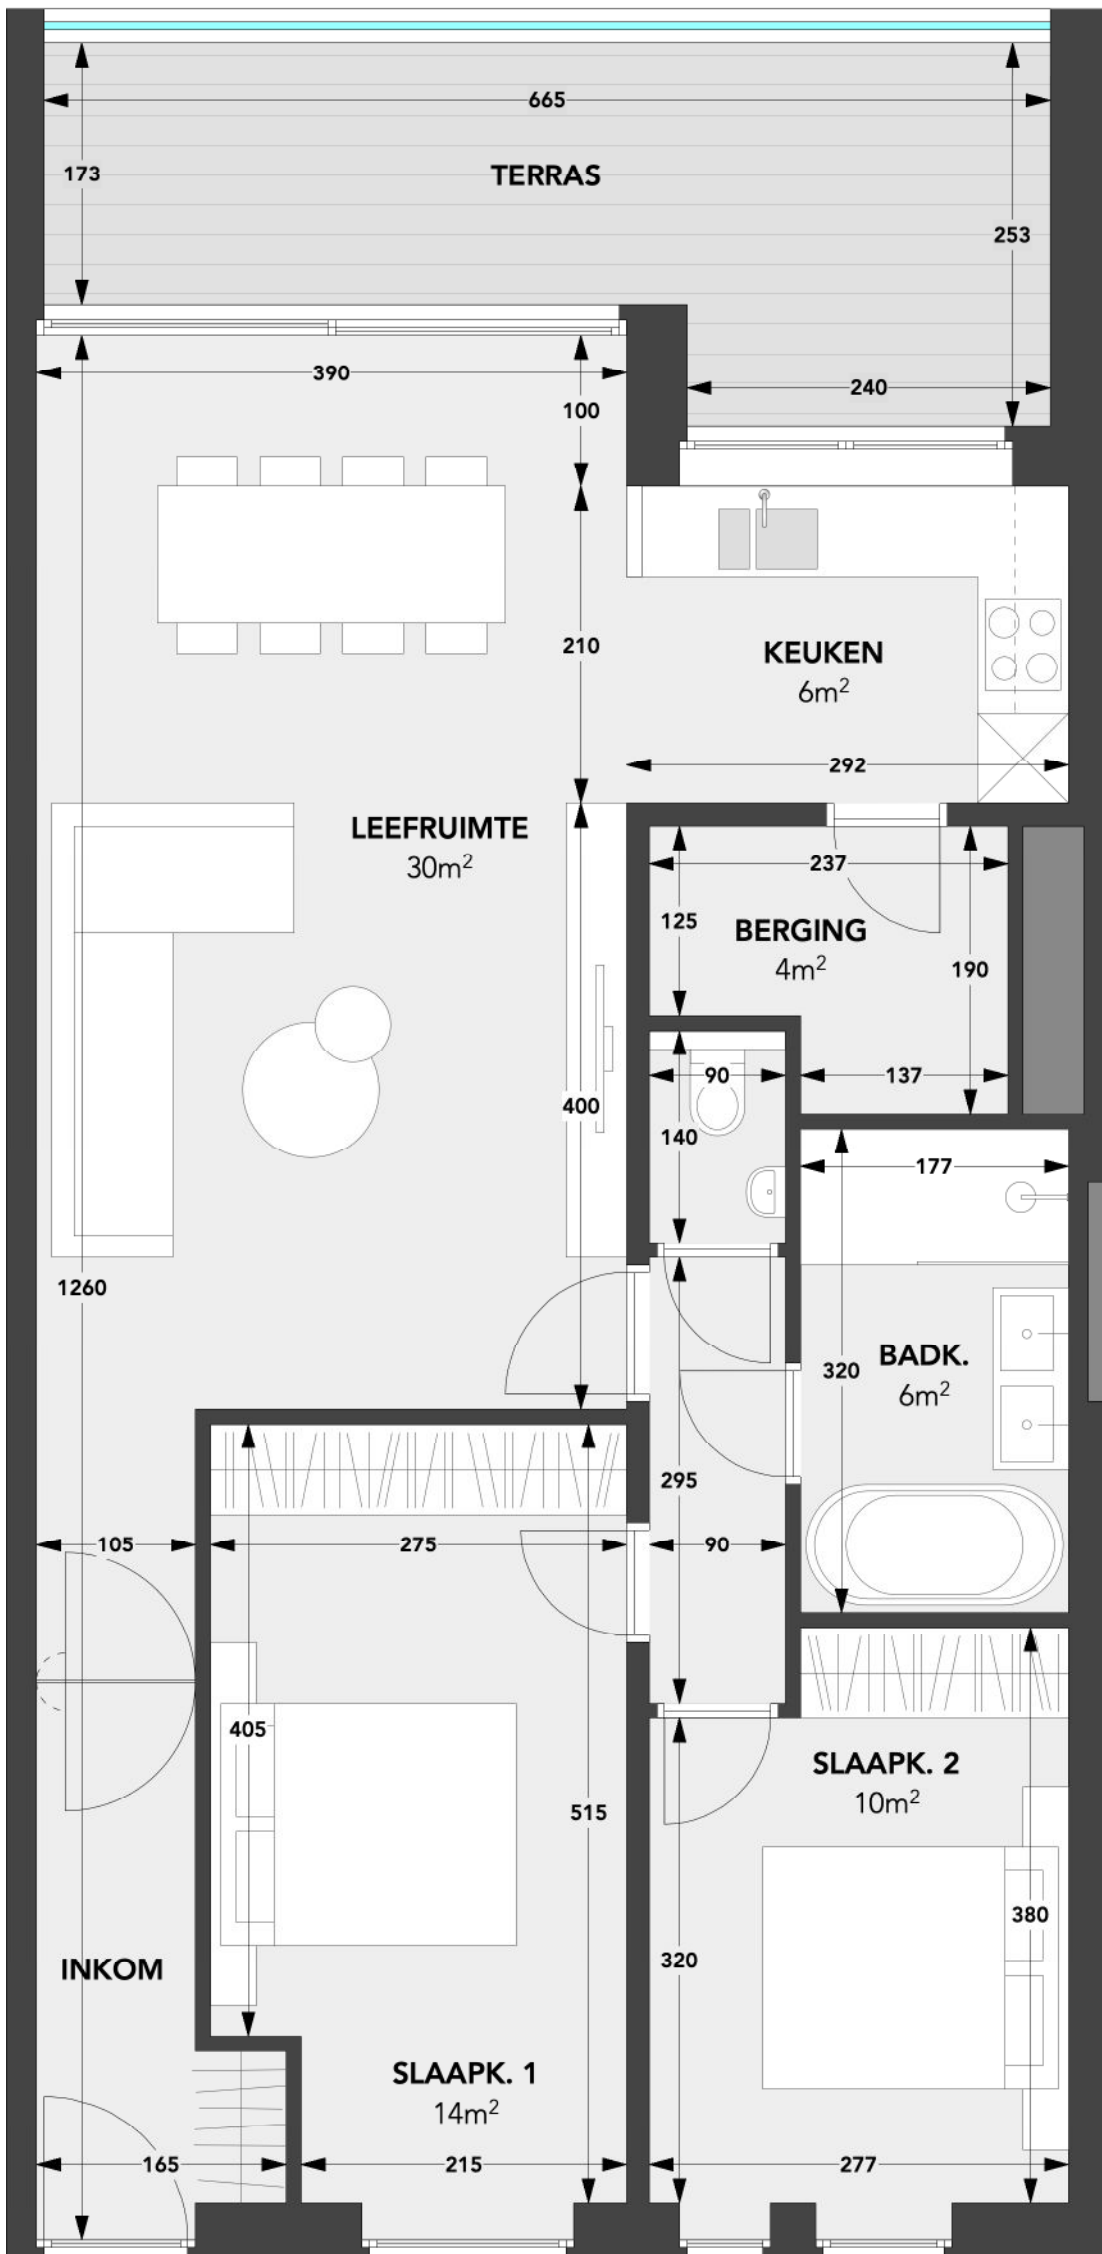 665
173
TERRAS
253
390
240
100
210
KEUKEN
6m²
292
LEEFRUIMTE
30m²
237
125
BERGING
4m²
190
90
137
400
140
177
1260
320
BADK.
6m²
295
105
275
90
405
SLAAPK. 2
10m²
515
380
320
INKOM
SLAAPK. 1
14m²
165
215
277